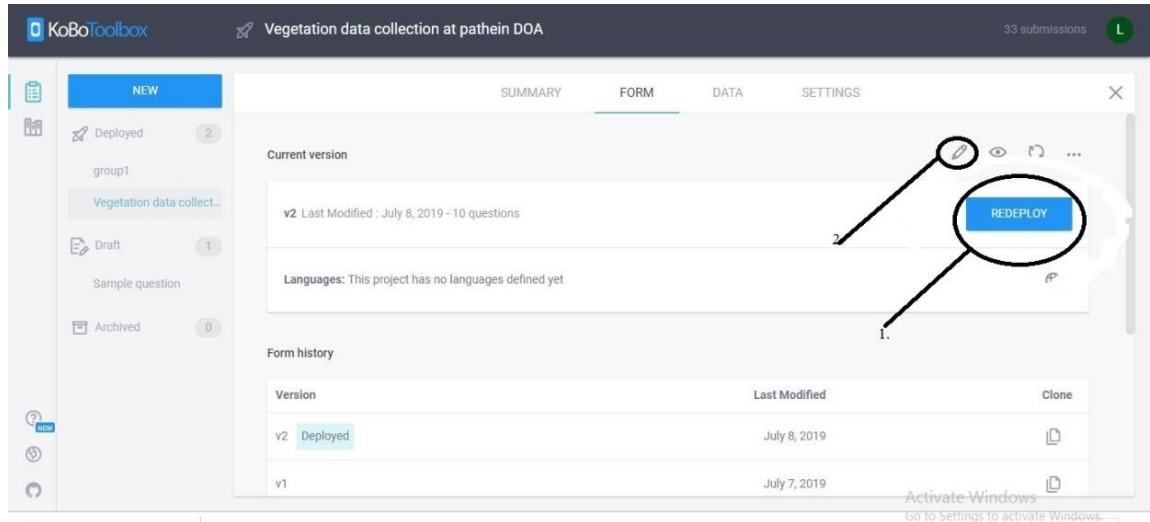 KoBoToolbox
Vegetation data collection at pathein DOA
33 submissions
L
NEW
SUMMARY FORM DATA SETTINGS
Deployed 2
group1
Vegetation data collect...
Draft 1
Sample question
Archived 0
NEW
Current version
v2 Last Modified : July 8, 2019 - 10 questions
REDEPLOY
2.
Languages: This project has no languages defined yet
1.
Form history
Version Last Modified Clone
v2 Deployed July 8, 2019
v1 July 7, 2019
Activate Windows
Go to Settings to activate Windows.